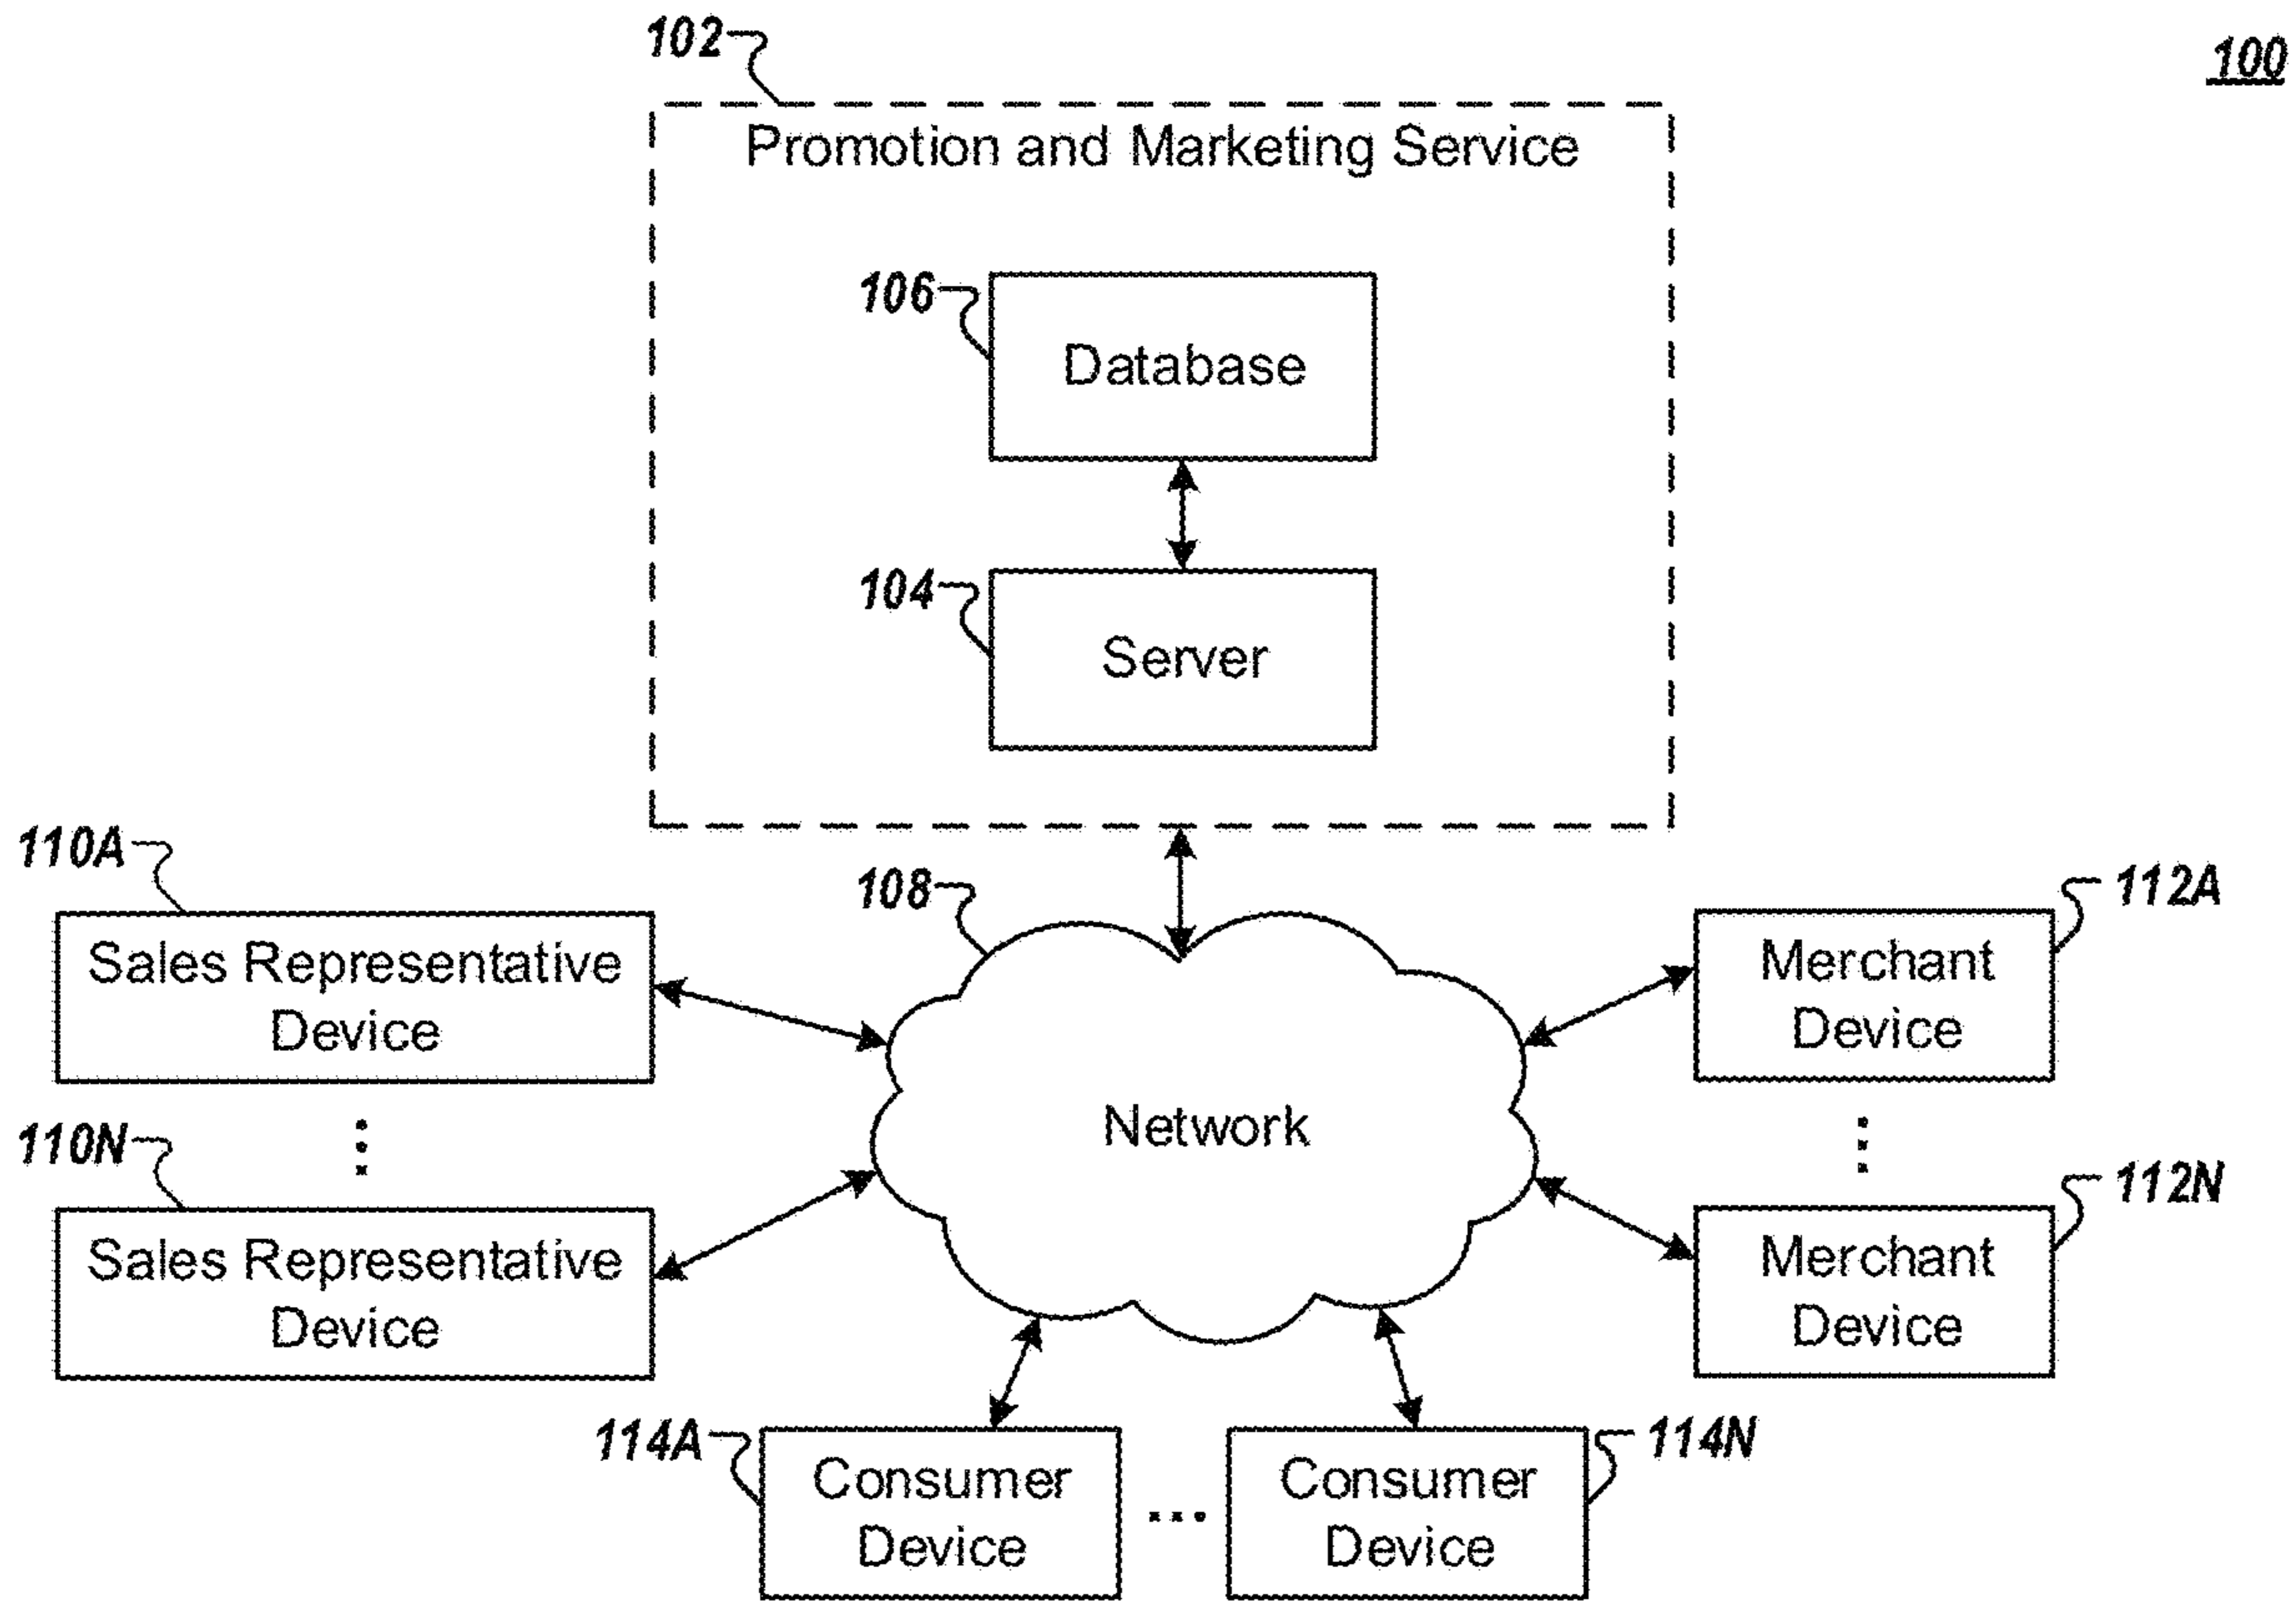 102
100
Promotion and Marketing Service
106
Database
104
Server
110A
108
112A
Sales Representative
Device
Merchant
Device
Network
110N
112N
Sales Representative
Device
Merchant
Device
114A
114N
Consumer
Device
...
Consumer
Device